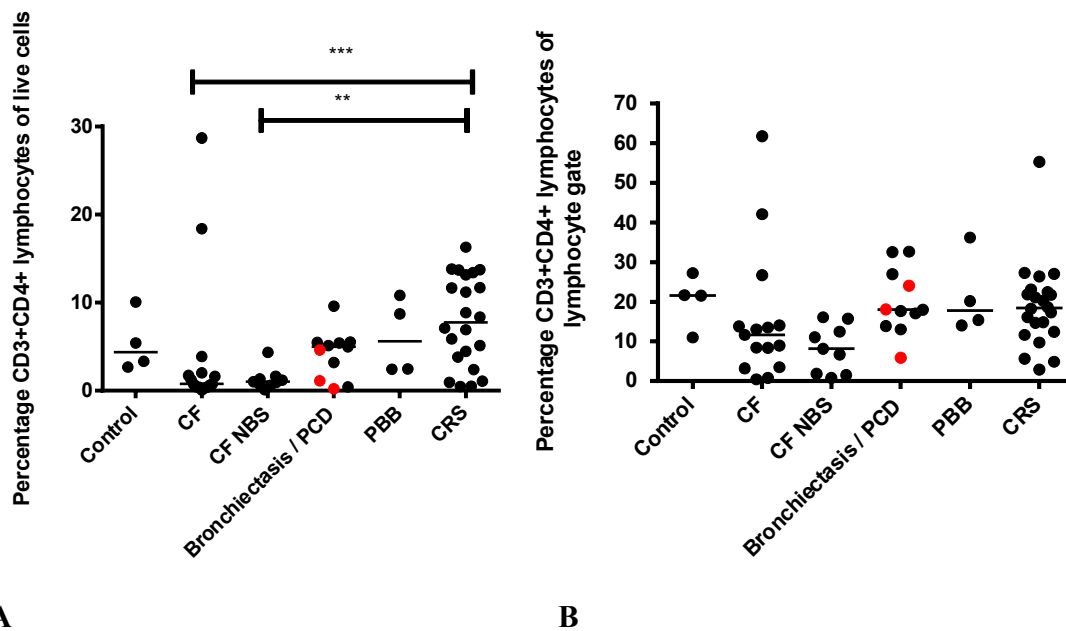 Percentage CD3+CD4+ lymphocytes of live cells
***
**
30
20
10
0
Control
CF
CF NBS
Bronchiectasis / PCD
PBB
CRS
A
Percentage CD3+CD4+ lymphocytes of
lymphocyte gate
70
60
50
40
30
20
10
0
Control
CF
CF NBS
Bronchiectasis / PCD
PBB
CRS
B